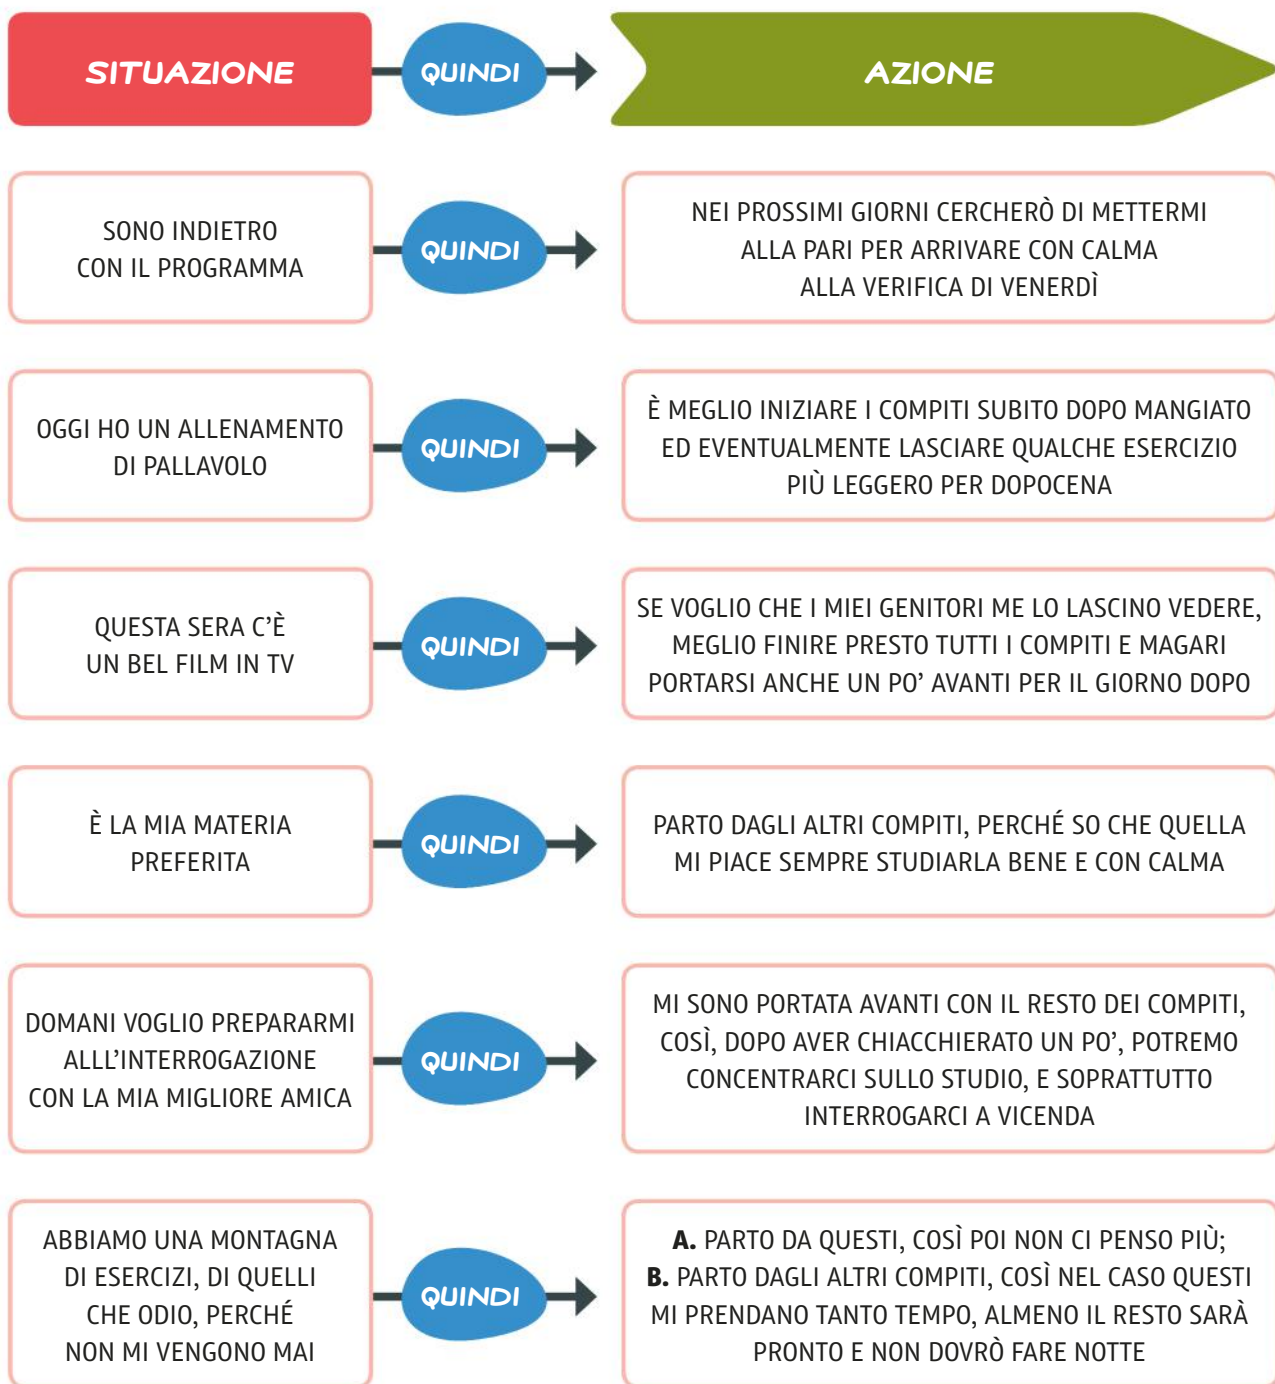 SITUAZIONE
QUINDI
AZIONE
SONO INDIETRO
CON IL PROGRAMMA
QUINDI
NEI PROSSIMI GIORNI CERCHERÒ DI METTERMI
ALLA PARI PER ARRIVARE CON CALMA
ALLA VERIFICA DI VENERDÌ
OGGI HO UN ALLENAMENTO
DI PALLAVOLO
QUINDI
È MEGLIO INIZIARE I COMPITI SUBITO DOPO MANGIATO
ED EVENTUALMENTE LASCIARE QUALCHE ESERCIZIO
PIÙ LEGGERO PER DOPOCENA
QUESTA SERA C’È
UN BEL FILM IN TV
QUINDI
SE VOGLIO CHE I MIEI GENITORI ME LO LASCINO VEDERE,
MEGLIO FINIRE PRESTO TUTTI I COMPITI E MAGARI
PORTARSI ANCHE UN PO’ AVANTI PER IL GIORNO DOPO
È LA MIA MATERIA
PREFERITA
QUINDI
PARTO DAGLI ALTRI COMPITI, PERCHÉ SO CHE QUELLA
MI PIACE SEMPRE STUDIARLA BENE E CON CALMA
DOMANI VOGLIO PREPARARMI
ALLL’INTERROGAZIONE
CON LA MIA MIGLIORE AMICA
QUINDI
MI SONO PORTATA AVANTI CON IL RESTO DEI COMPITI,
COSÌ, DOPO AVER CHIACCHIERATO UN PO’, POTREMO
CONCENTRARCI SULLO STUDIO, E SOPRATTUTTO
INTERROGARCI A VICENDA
ABBIAMO UNA MONTAGNA
DI ESERCIZI, DI QUELLI
CHE ODIO, PERCHÉ
NON MI VENGONO MAI
QUINDI
A. PARTO DA QUESTI, COSÌ POI NON CI PENSO PIÙ;
B. PARTO DAGLI ALTRI COMPITI, COSÌ NEL CASO QUESTI
MI PRENDANO TANTO TEMPO, ALMENO IL RESTO SARÀ
PRONTO E NON DOVRÒ FARE NOTTE